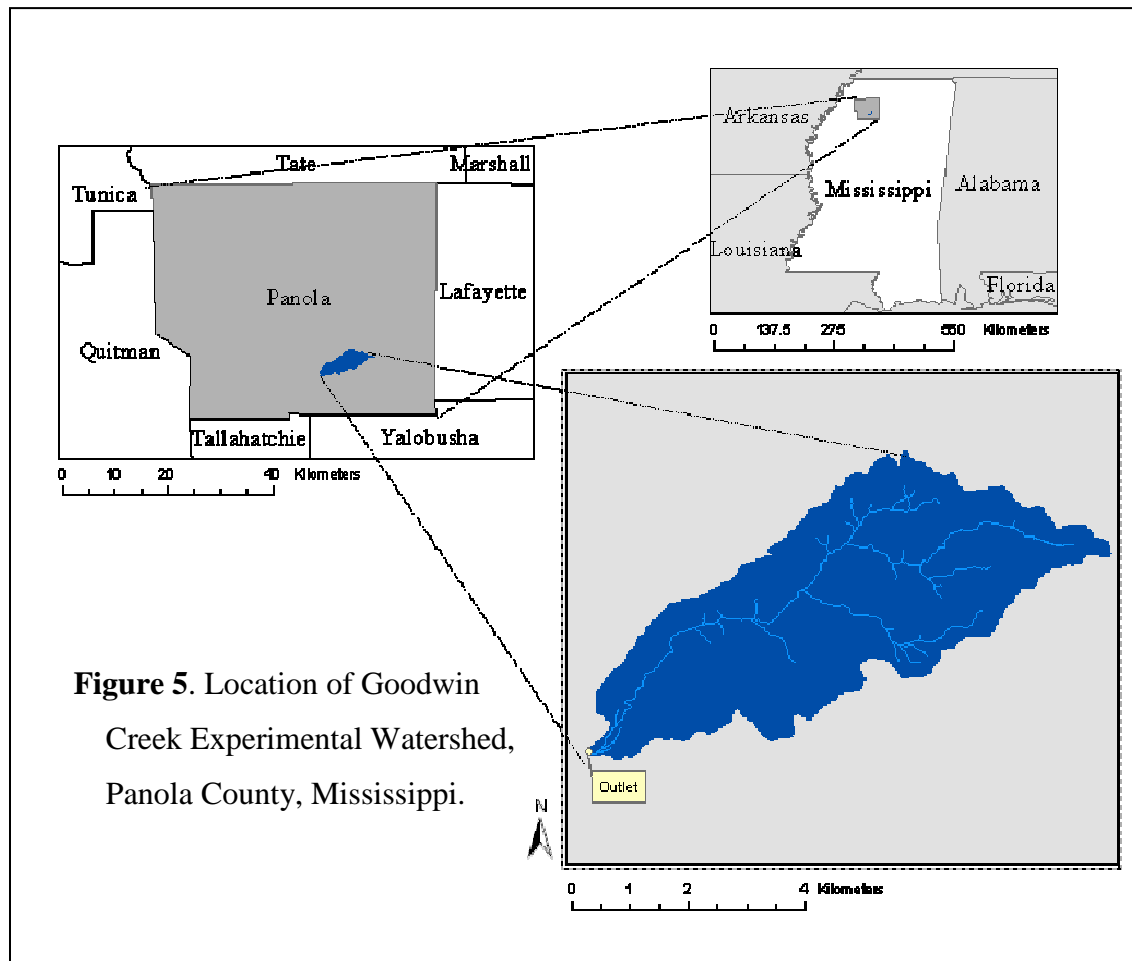 Arkansas
Mississippi
Alabama
Louisiana
Florida
0 137.5 275 550 Kilometers
Tate
Marshall
Tunica
Panola
Lafayette
Quitman
Tallahatchie
Yalobusha
0 10 20 40 Kilometers
Figure 5. Location of Goodwin
Creek Experimental Watershed,
Panola County, Mississippi.
N
Outlet
0 1 2 4 Kilometers